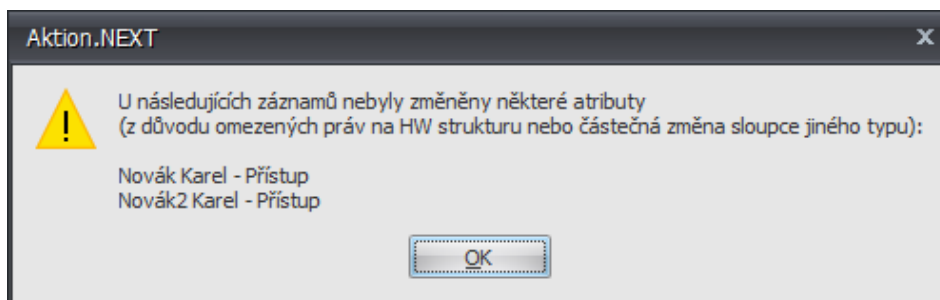 Aktion.NEXT
x
!
U následujících záznamů nebyly změněny některé atributy
(z důvodu omezených práv na HW strukturu nebo částečná změna sloupce jiného typu):
Novák Karel - Přístup
Novák2 Karel - Přístup
OK